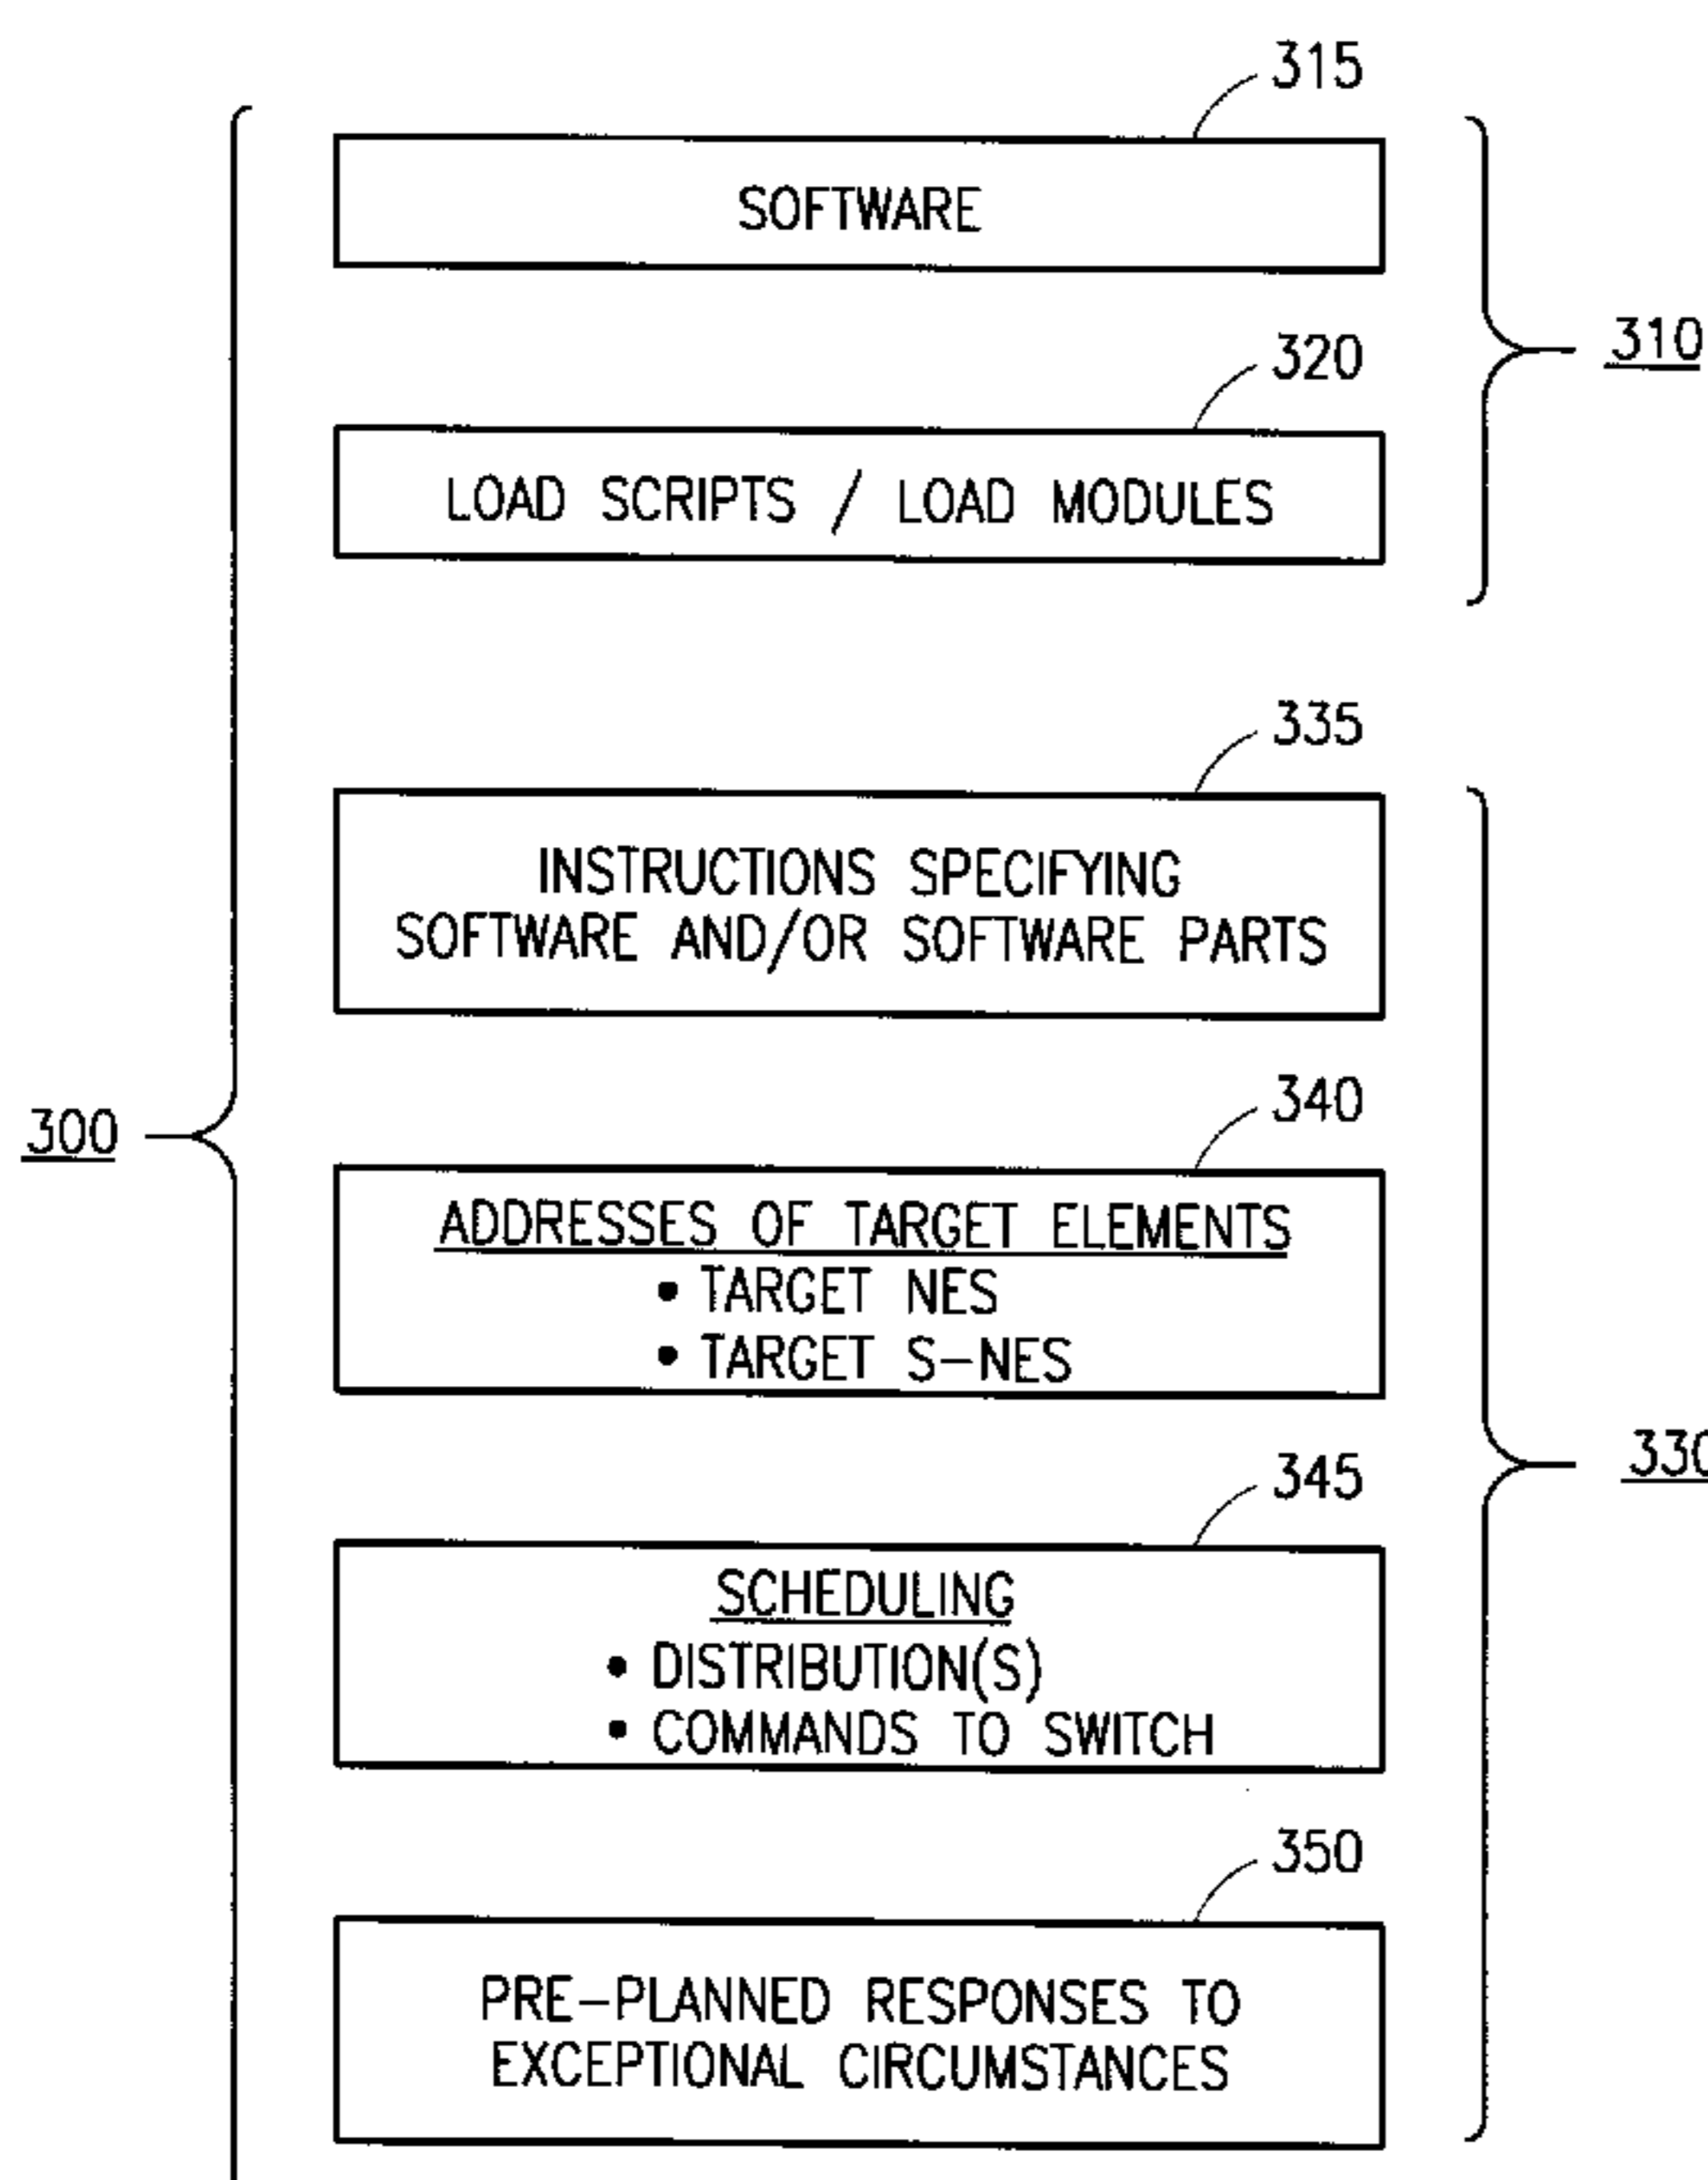 315
SOFTWARE
310
320
LOAD SCRIPTS / LOAD MODULES
335
INSTRUCTIONS SPECIFYING
SOFTWARE AND/OR SOFTWARE PARTS
300
340
ADDRESSES OF TARGET ELEMENTS
• TARGET NES
• TARGET S-NES
330
345
SCHEDULING
• DISTRIBUTION(S)
• COMMANDS TO SWITCH
350
PRE-PLANNED RESPONSES TO
EXCEPTIONAL CIRCUMSTANCES